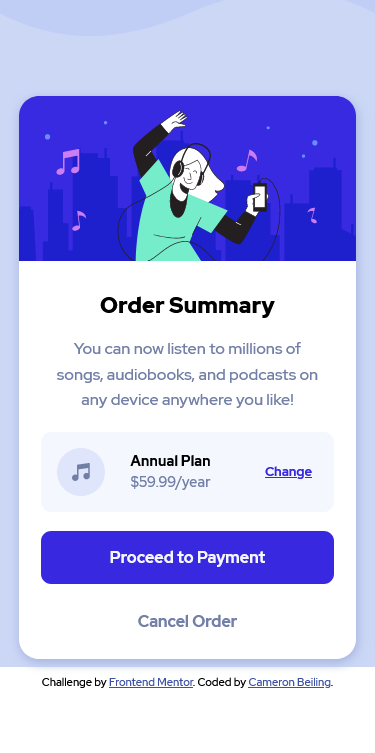 Order Summary
You can now listen to millions of
songs, audiobooks, and podcasts on
any device anywhere you like!
Annual Plan
$59.99/year
Change
Proceed to Payment
Cancel Order
Challenge by Frontend Mentor. Coded by Cameron Beiling.